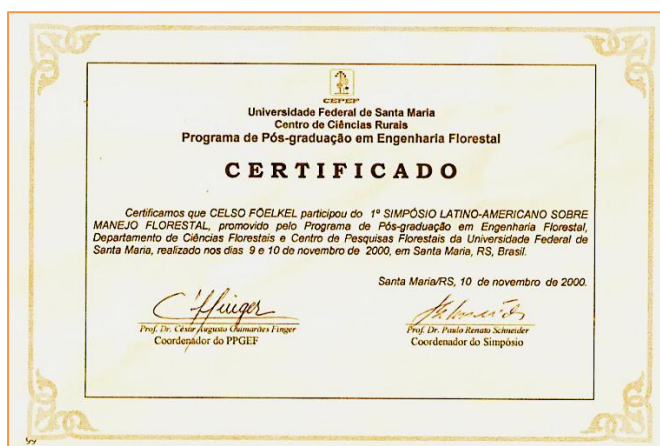 CEPEF
Universidade Federal de Santa Maria
Centro de Ciências Rurais
Programa de Pós-graduação em Engenharia Florestal
CERTIFICADO
Certificamos que CELSO FÖELKEL participou do 1º SIMPÓSIO LATINO-AMERICANO SOBRE
MANEJO FLORESTAL, promovido pelo Programa de Pós-graduação em Engenharia Florestal,
Departamento de Ciências Florestais e Centro de Pesquisas Florestais da Universidade Federal de
Santa Maria, realizado nos dias 9 e 10 de novembro de 2000, em Santa Maria, RS, Brasil.
Santa Maria/RS, 10 de novembro de 2000.
Prof. Dr. César Augusto Guimarães Finger
Coordenador do PPGEF
Prof. Dr. Paulo Renato Schneider
Coordenador do Simpósio